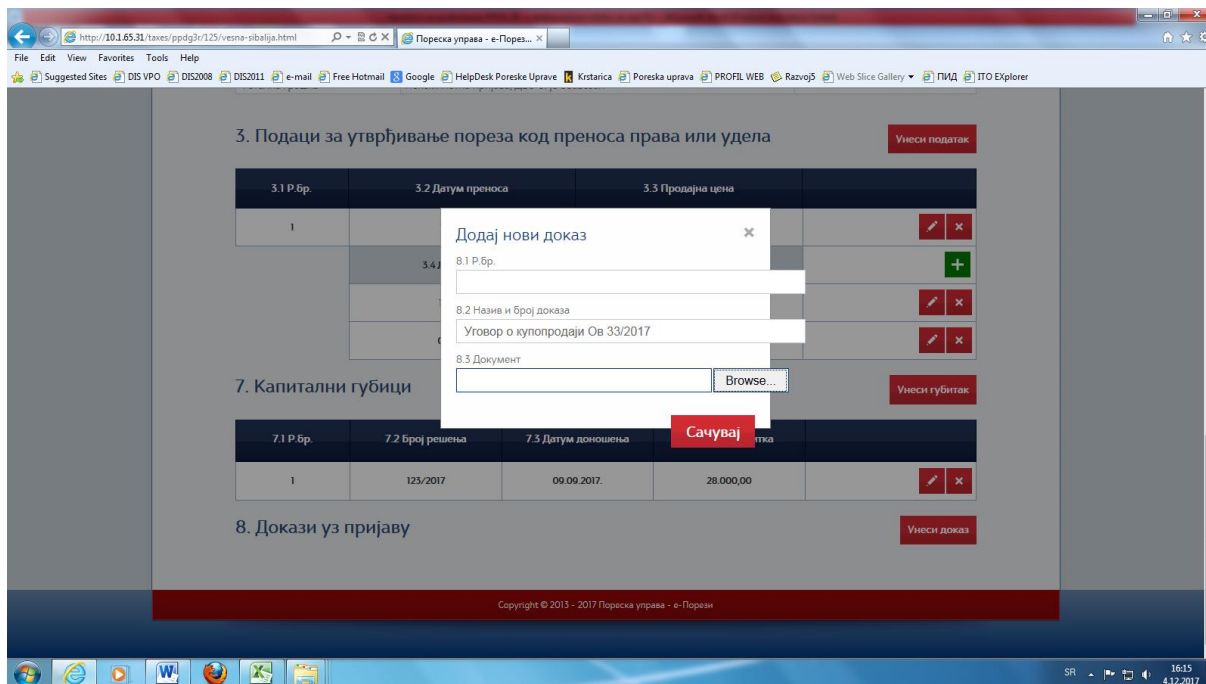 http://10.1.65.31/taxes/ppdg3r/125/vesna-sibalija.html
Пореска управа - е-Порез...
File Edit View Favorites Tools Help
Suggested Sites DIS VPO DIS2008 DIS2011 e-mail Free Hotmail Google HelpDesk Poreske Uprave Krstarica Poreska uprava PROFIL WEB Razvoj5 Web Slice Gallery ПИД ITO EXplorer
3. Подаци за утврђивање пореза код преноса права или удела
Унеси податак
3.1 Р.бр. 3.2 Датум преноса 3.3 Продајна цена
1
Додај нови доказ
8.1 Р.бр.
8.2 Назив и број доказа
Уговор о купопродаји Ов 33/2017
8.3 Документ
Browse...
Сачувај
7. Капитални губици
Унеси губитак
7.1 Р.бр. 7.2 Број решења 7.3 Датум доношења
1 123/2017 09.09.2017. 28.000,00
8. Докази уз пријаву
Унеси доказ
Copyright © 2013 - 2017 Пореска управа - е-Порези
SR 16:15
4.12.2017